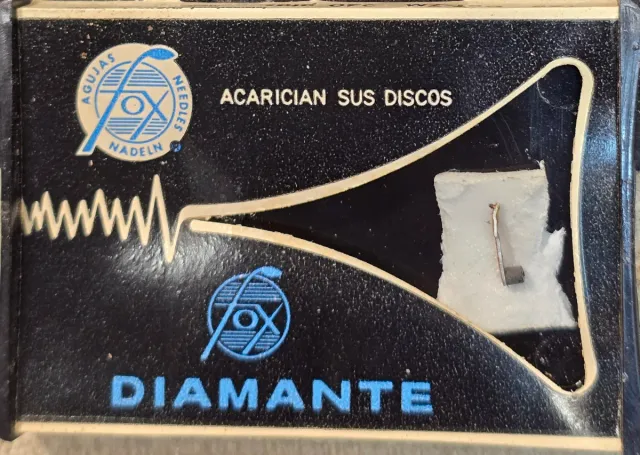 AGUJAS
NEEDLES
fox
NADELN
ACARICIAN SUS DISCOS
fox
DIAMANTE